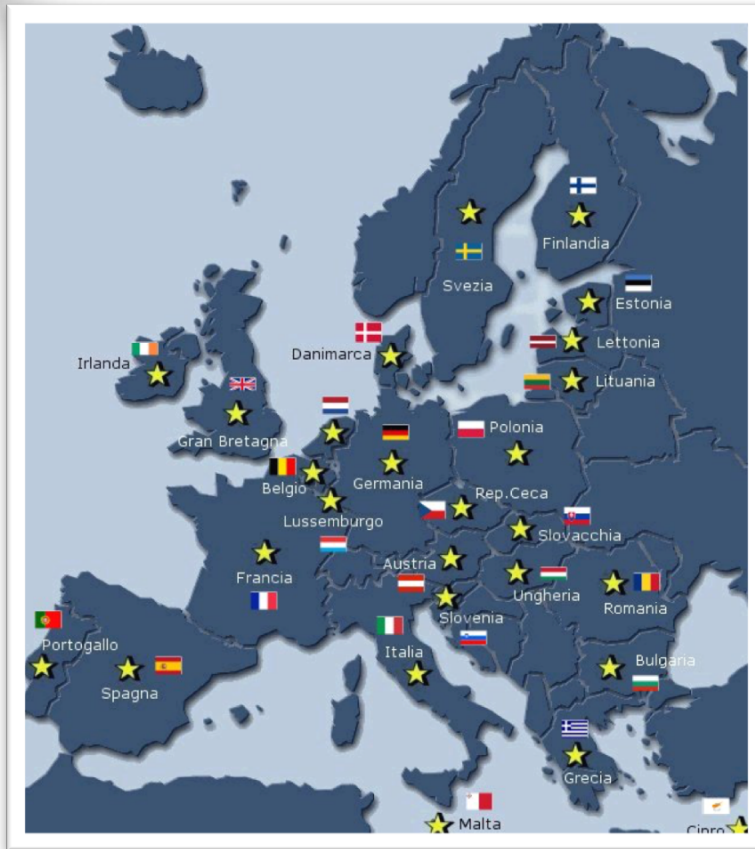 Finlandia
Svezia
Estonia
Danimarca
Lettonia
Irlanda
Lituania
Gran Bretagna
Polonia
Belgio
Germania
Rep.Ceca
Lussemburgo
Slovacchia
Austria
Francia
Ungheria
Romania
Slovenia
Portogallo
Italia
Bulgaria
Spagna
Grecia
Malta
Cipro